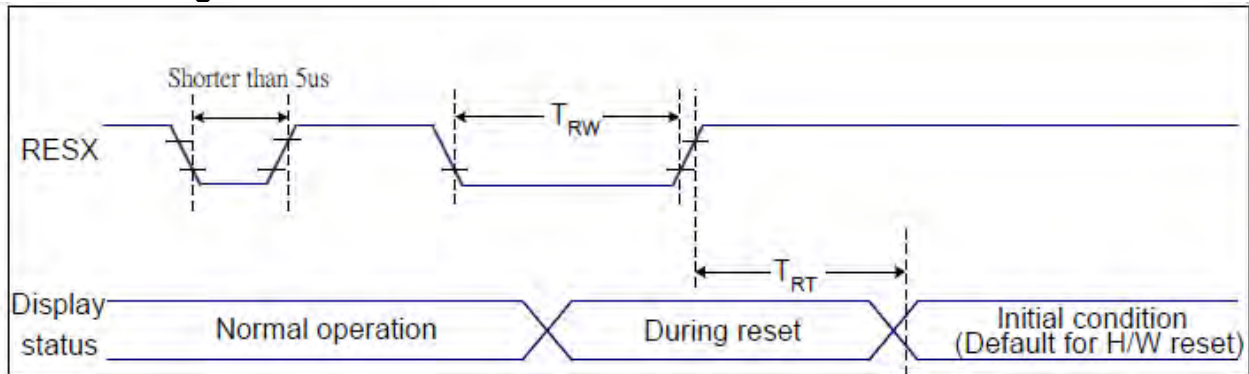 Shorter than 5us
RESX
TRW
TRT
Display
status
Normal operation
During reset
Initial condition
(Default for H/W reset)